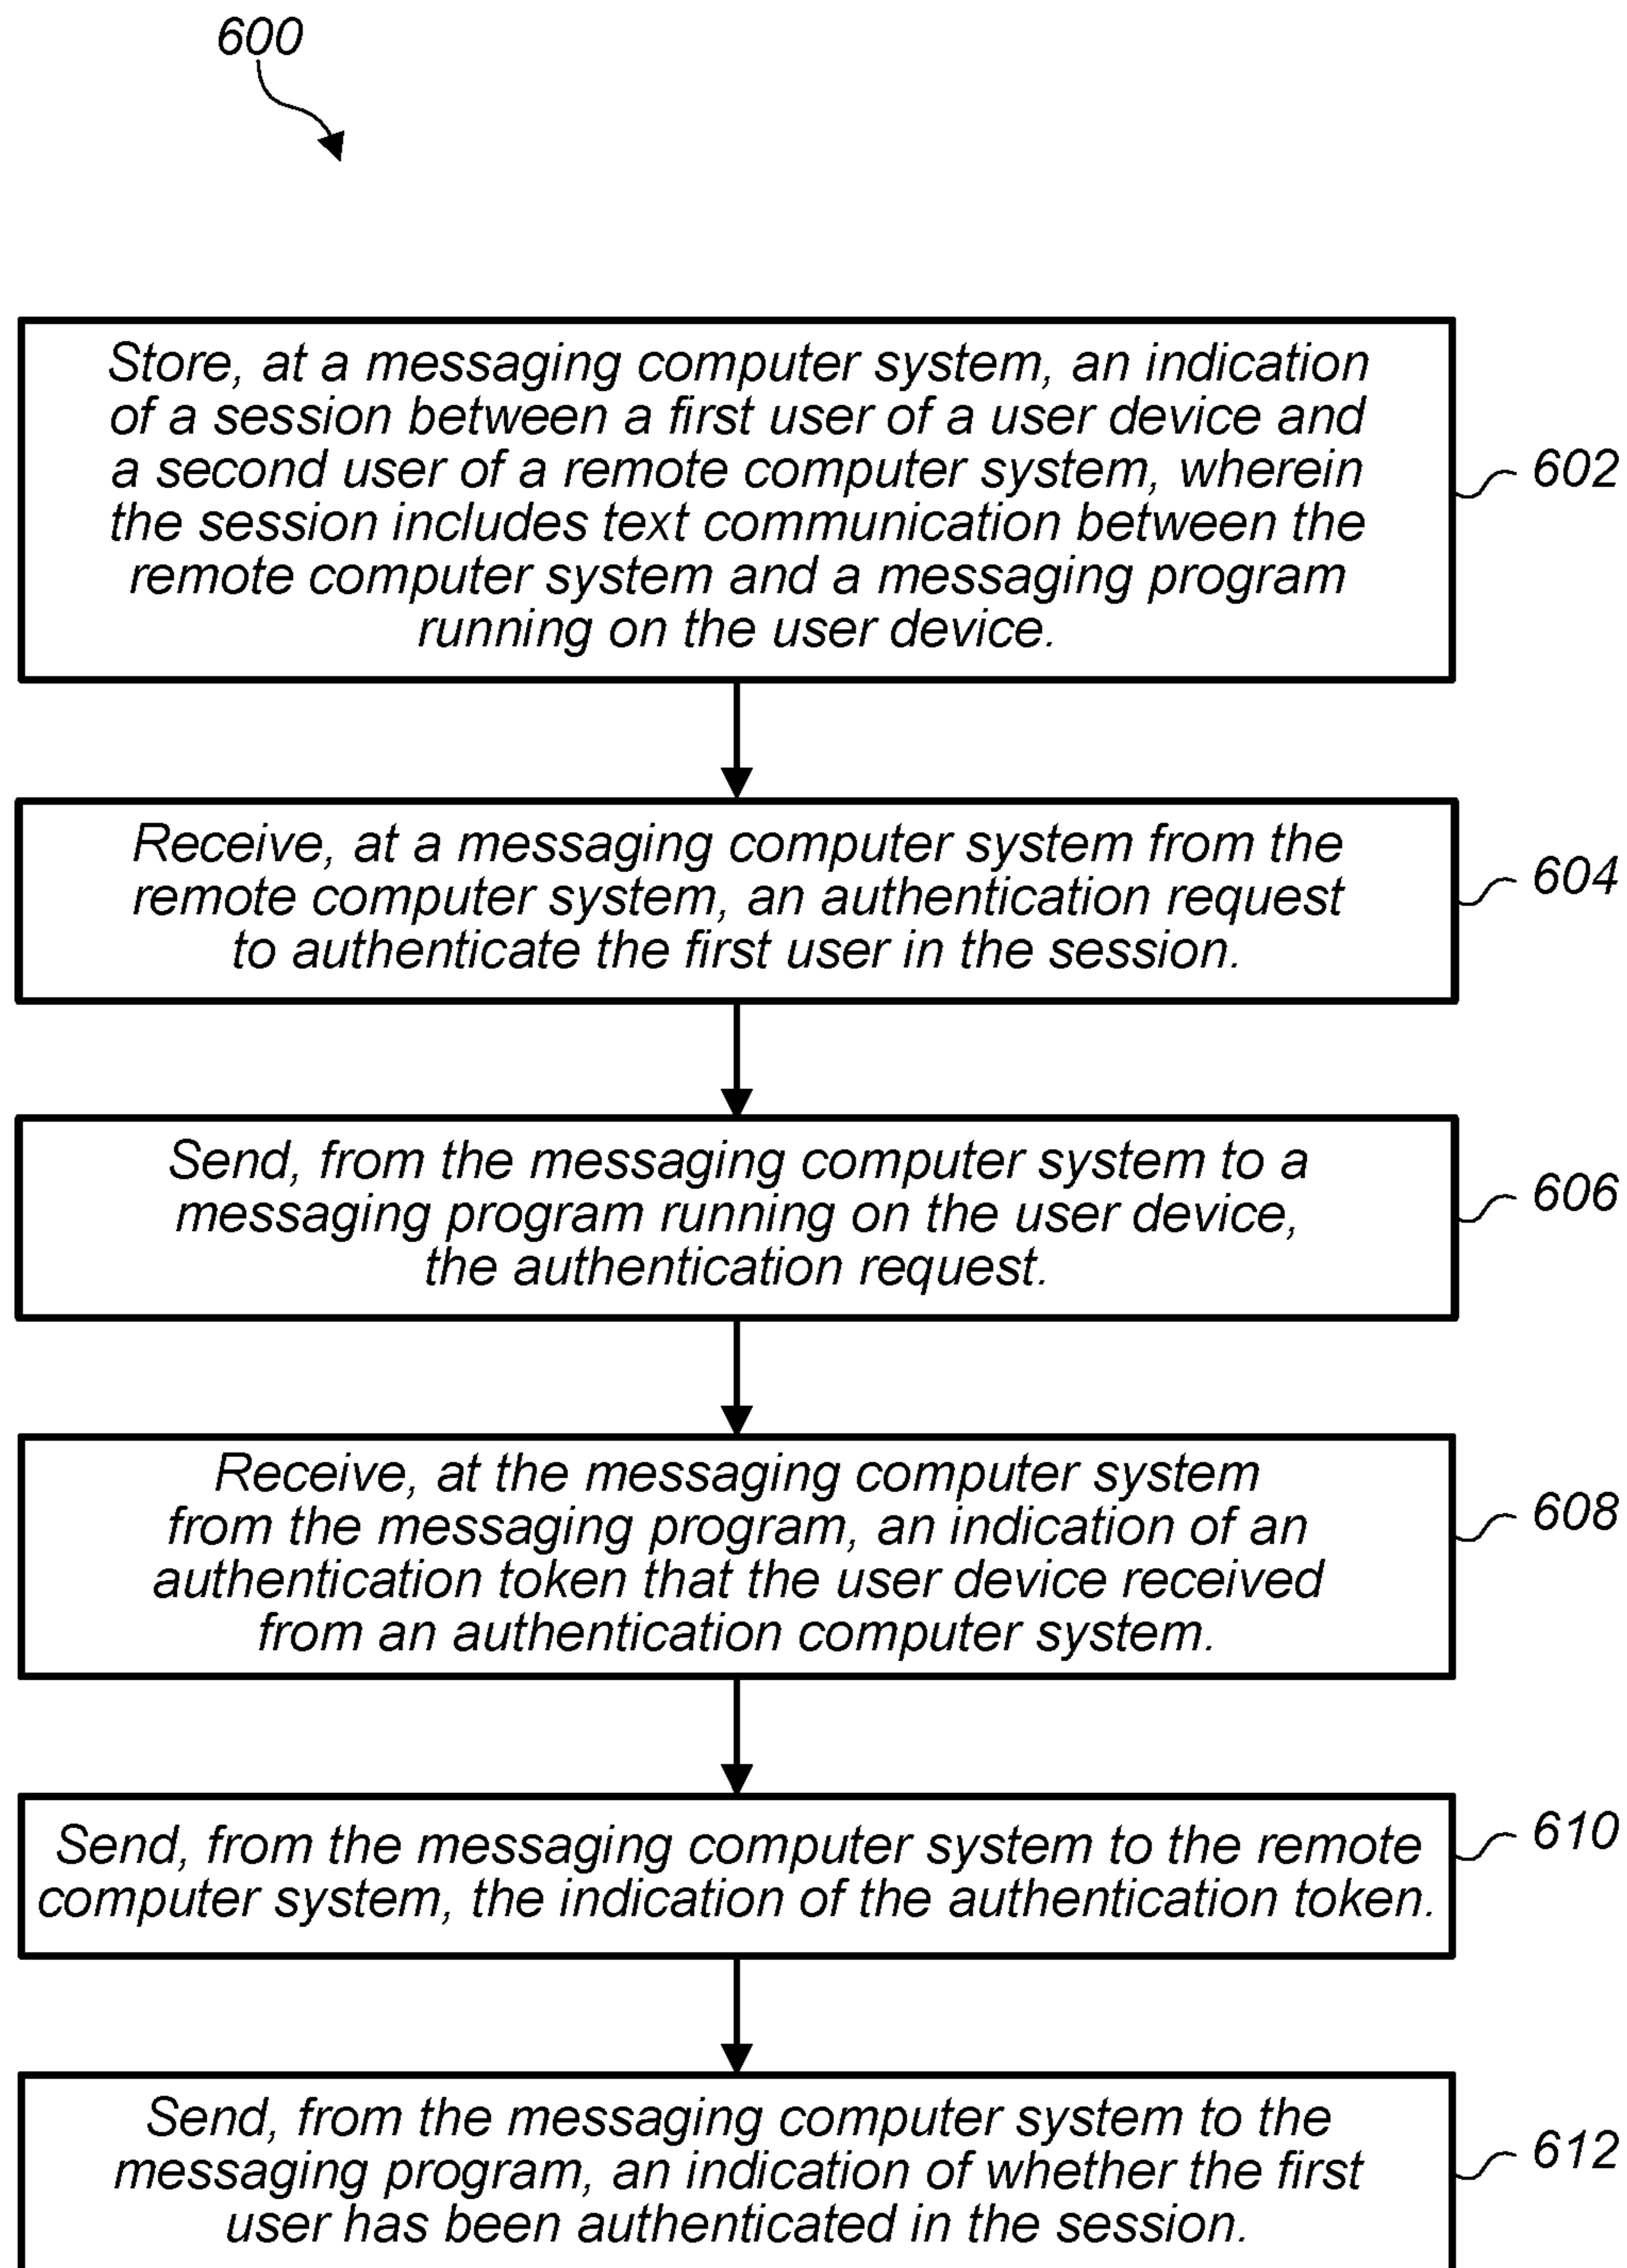 600
Store, at a messaging computer system, an indication
of a session between a first user of a user device and
a second user of a remote computer system, wherein
the session includes text communication between the
remote computer system and a messaging program
running on the user device.
602
Receive, at a messaging computer system from the
remote computer system, an authentication request
to authenticate the first user in the session.
604
Send, from the messaging computer system to a
messaging program running on the user device,
the authentication request.
606
Receive, at the messaging computer system
from the messaging program, an indication of an
authentication token that the user device received
from an authentication computer system.
608
Send, from the messaging computer system to the remote
computer system, the indication of the authentication token.
610
Send, from the messaging computer system to the
messaging program, an indication of whether the first
user has been authenticated in the session.
612